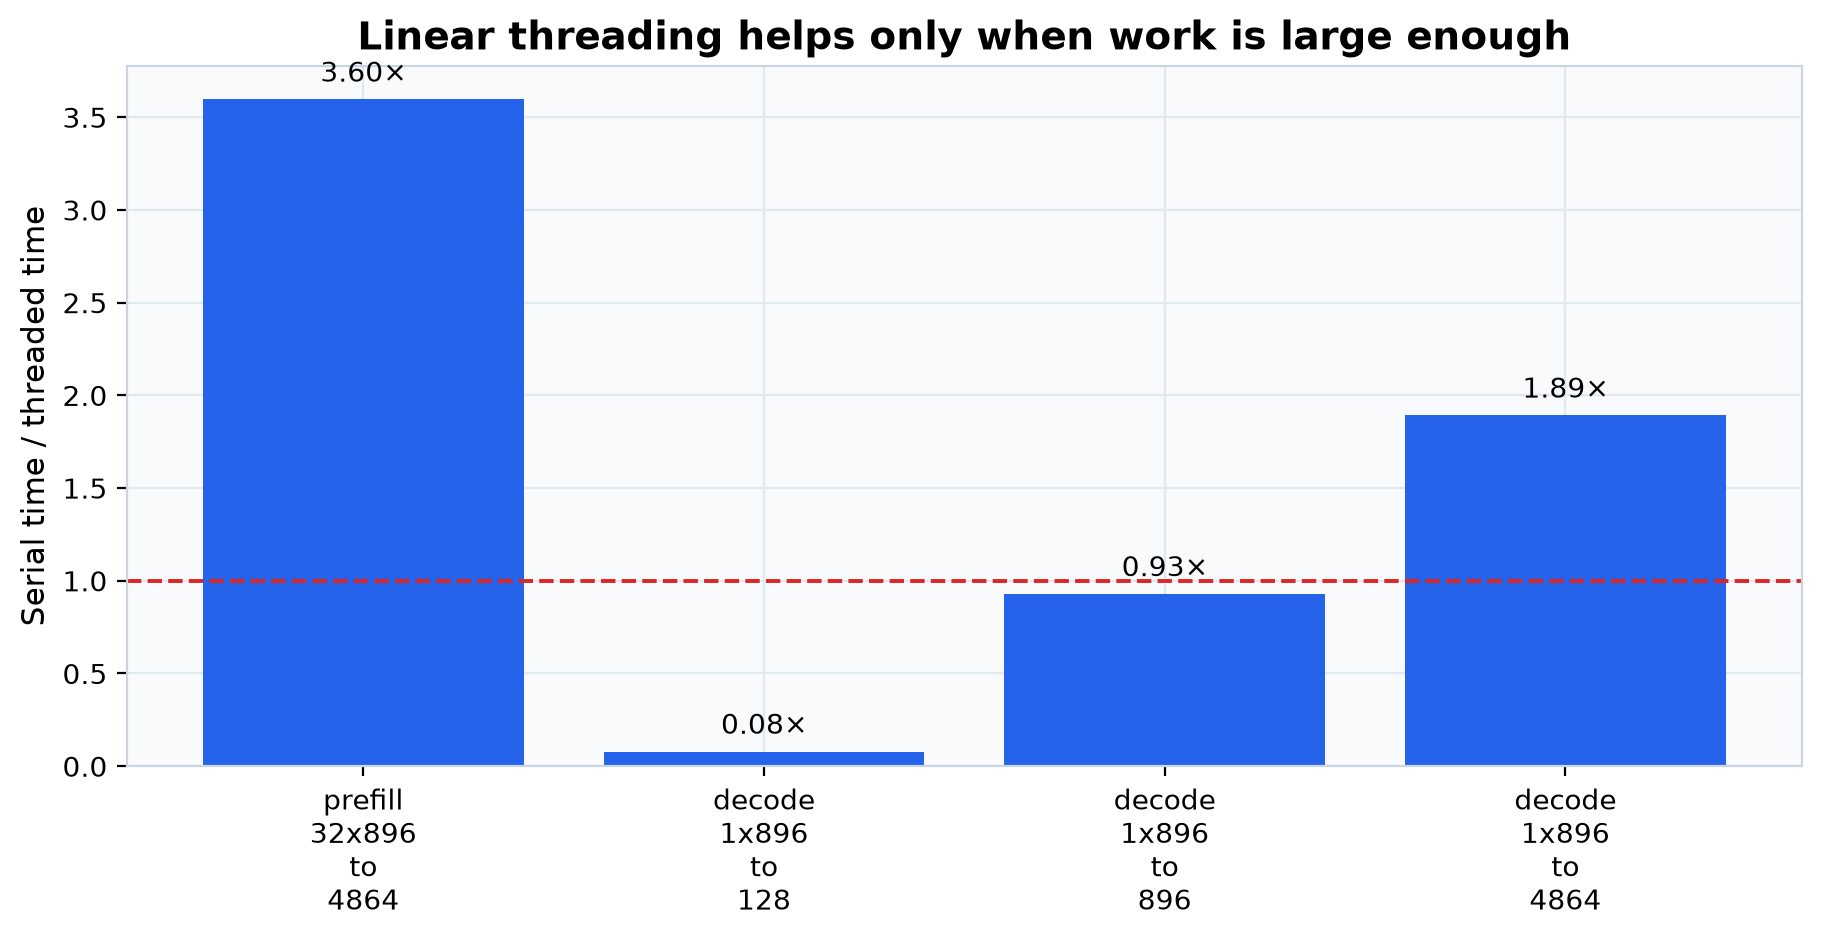 Linear threading helps only when work is large enough
Serial time / threaded time
3.5
3.0
2.5
2.0
1.5
1.0
0.5
0.0
3.60×
0.08×
0.93×
1.89×
prefill
32x896
to
4864
decode
1x896
to
128
decode
1x896
to
896
decode
1x896
to
4864